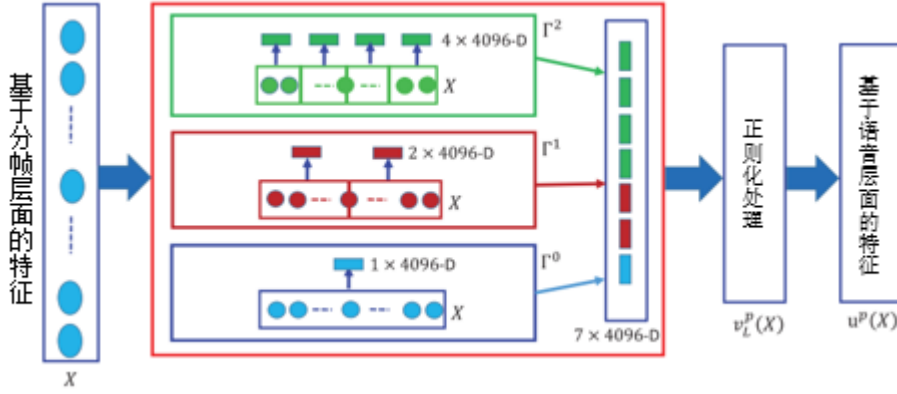 基于分帧层面的特征
X
Γ²
4 × 4096-D
X
Γ¹
2 × 4096-D
X
Γ⁰
1 × 4096-D
X
7 × 4096-D
正则化处理
v_L^p(X)
基于语音层面的特征
u^p(X)